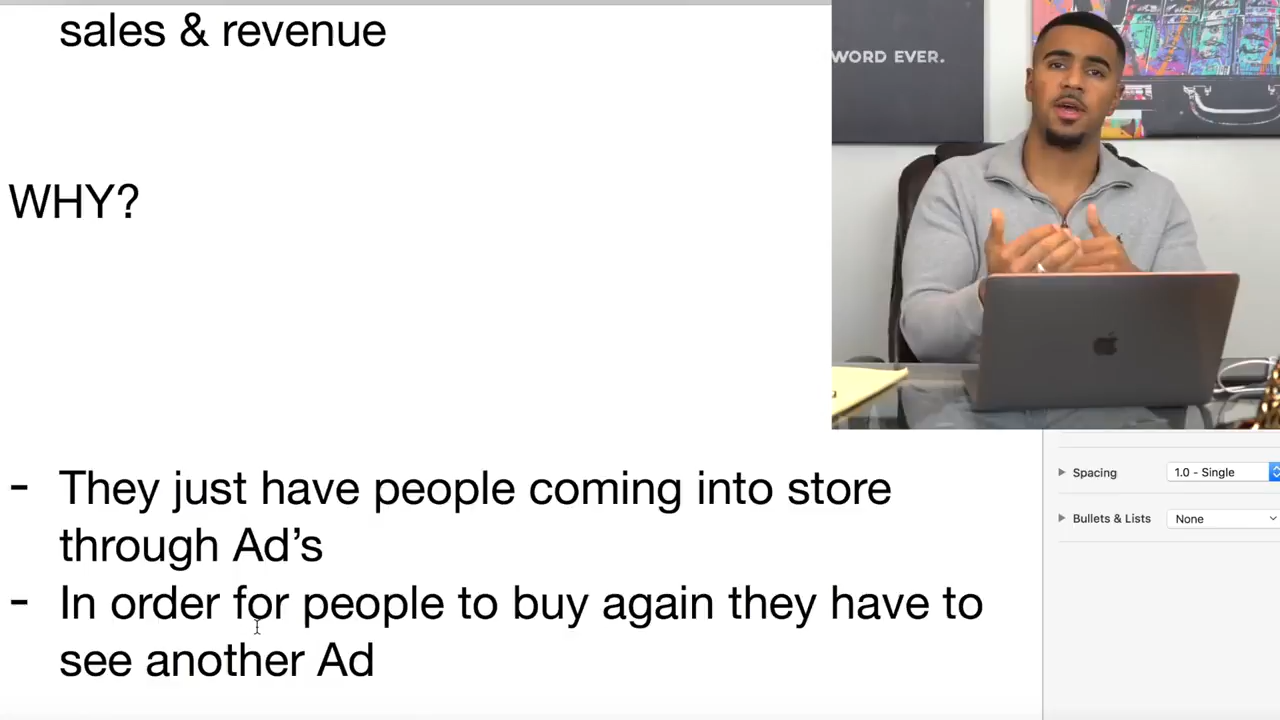 sales & revenue
WORD EVER.
WHY?
Spacing
1.0 - Single
Bullets & Lists
None
- They just have people coming into store
through Ad’s
- In order for people to buy again they have to
see another Ad